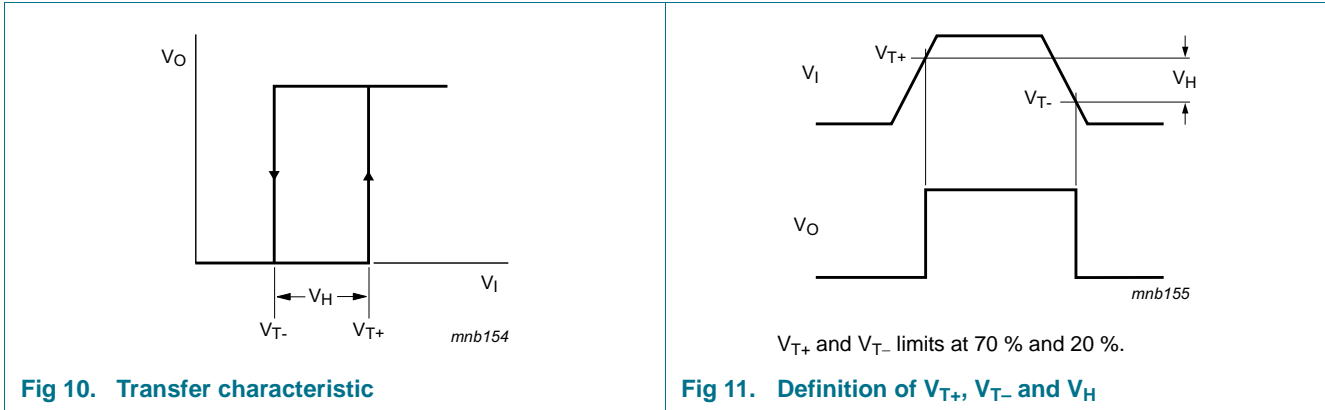 VO
VH
VI
VT-
VT+
mnb154
Fig 10. Transfer characteristic
VT+
VI
VH
VT-
VO
mnb155
VT+ and VT− limits at 70 % and 20 %.
Fig 11. Definition of VT+, VT− and VH